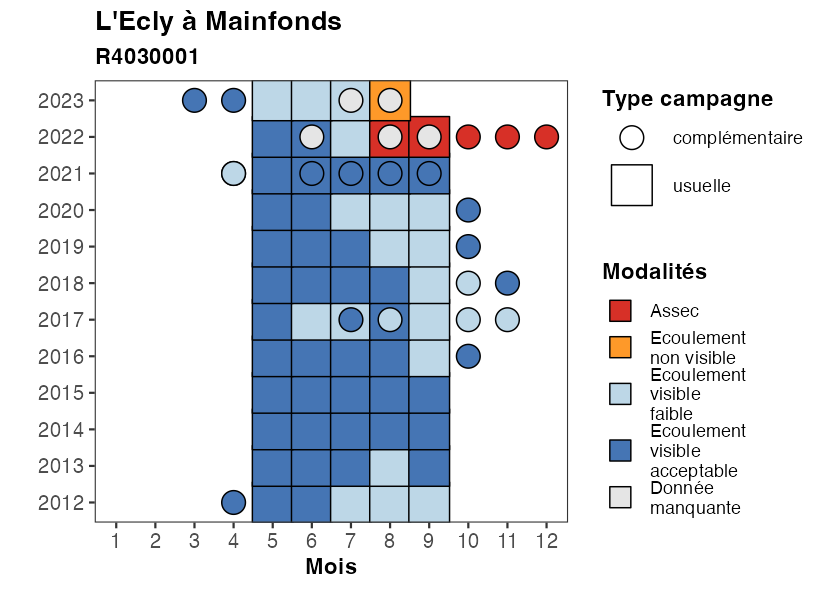 L'Ecly à Mainfonds
R4030001
2023
2022
2021
2020
2019
2018
2017
2016
2015
2014
2013
2012
1 2 3 4 5 6 7 8 9 10 11 12
Mois
Type campagne
complémentaire
usuelle
Modalités
Assec
Ecoulement
non visible
Ecoulement
visible
faible
Ecoulement
visible
acceptable
Donnée
manquante